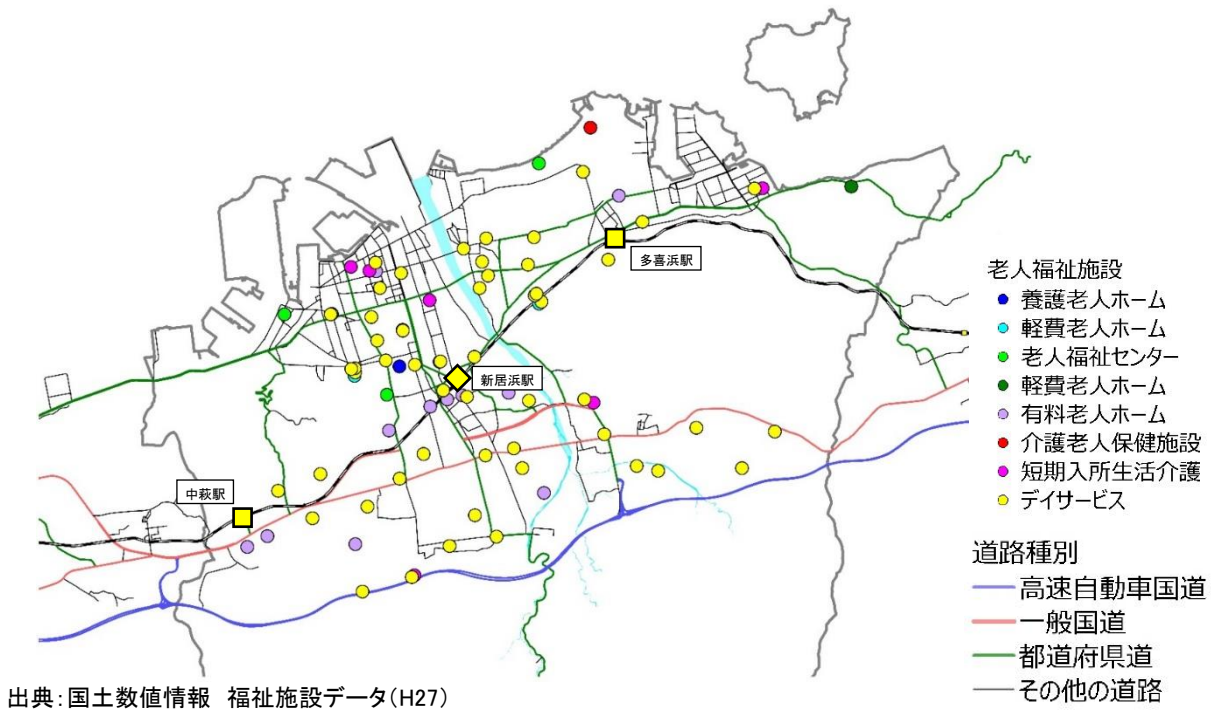 多喜浜駅
新居浜駅
中萩駅
老人福祉施設
養護老人ホーム
軽費老人ホーム
老人福祉センター
軽費老人ホーム
有料老人ホーム
介護老人保健施設
短期入所生活介護
デイサービス
道路種別
高速自動車国道
一般国道
都道府県道
その他の道路
出典:国土数値情報 福祉施設データ(H27)